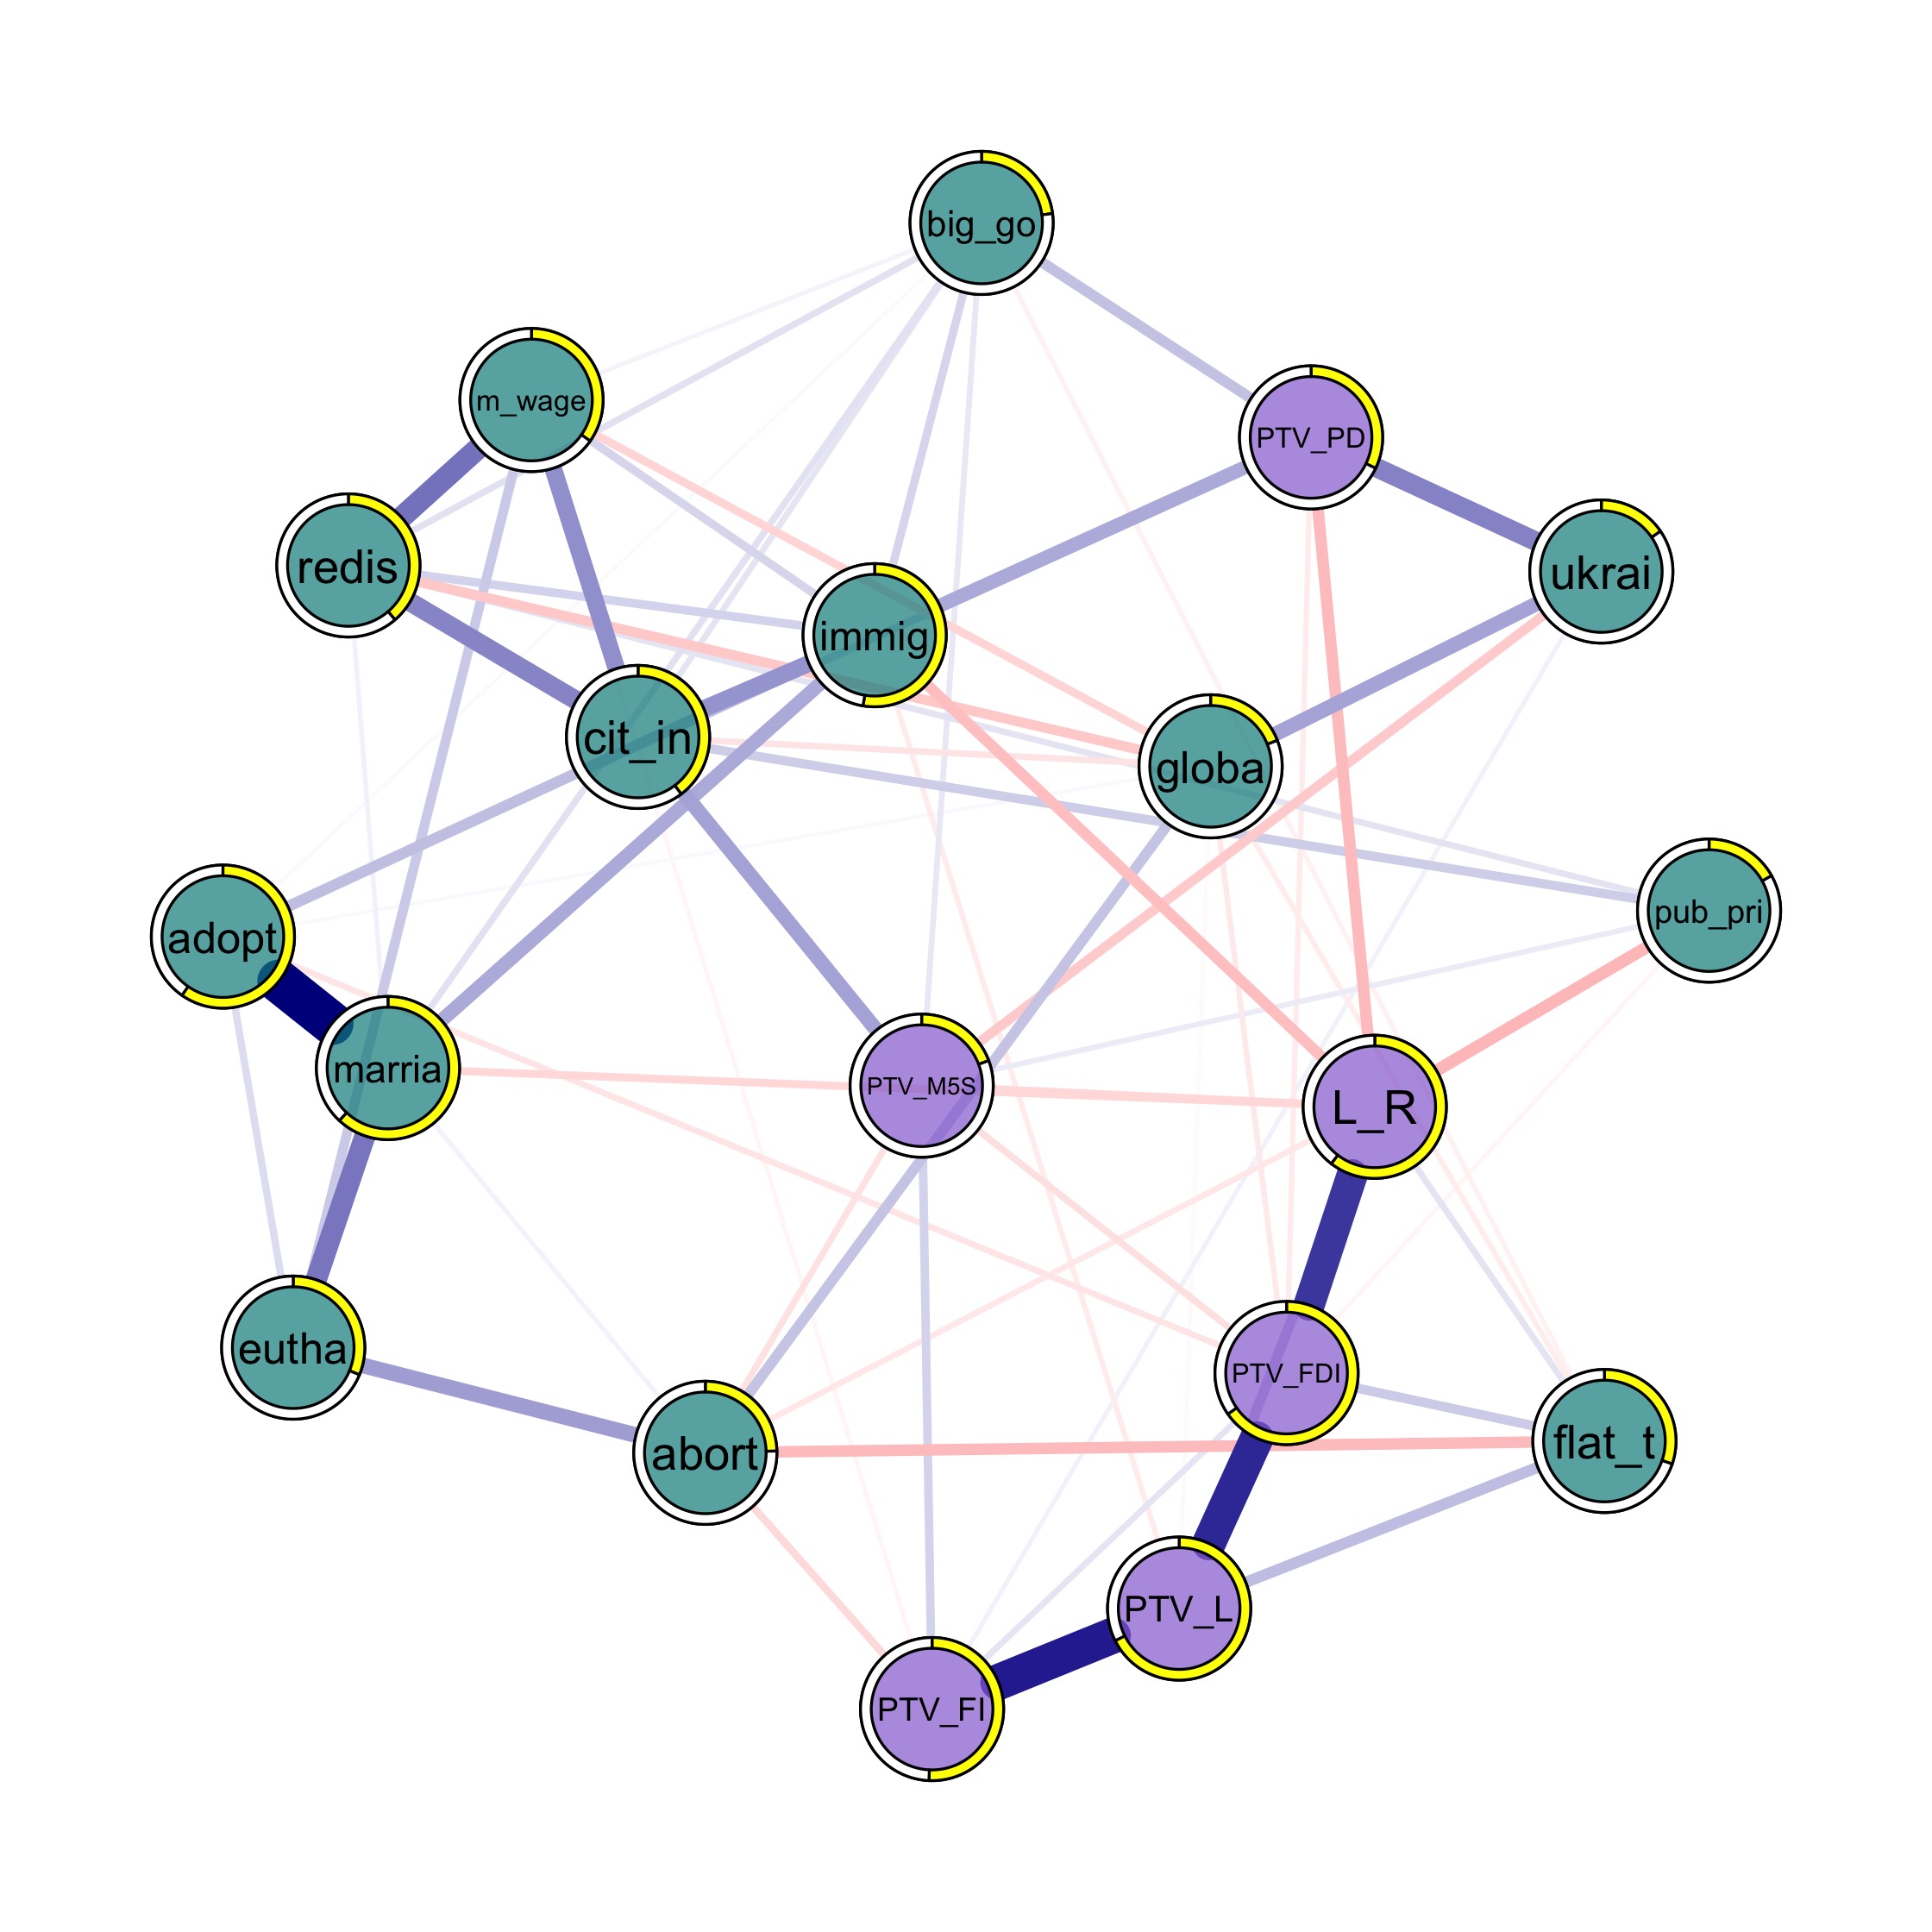 big_go
m_wage
PTV_PD
redis
ukrai
immig
cit_in
globa
pub_pri
adopt
marria
PTV_M5S
L_R
eutha
PTV_FDI
abort
flat_t
PTV_L
PTV_FI